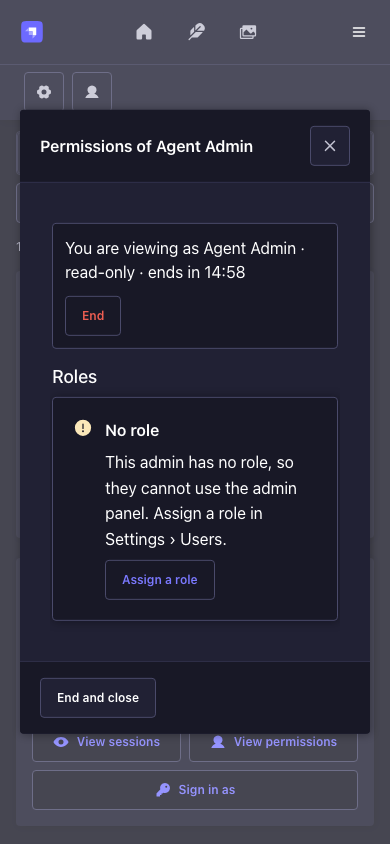 Permissions of Agent Admin
You are viewing as Agent Admin ·
read-only · ends in 14:58
End
Roles
No role
This admin has no role, so
they cannot use the admin
panel. Assign a role in
Settings › Users.
Assign a role
End and close
View sessions
View permissions
Sign in as